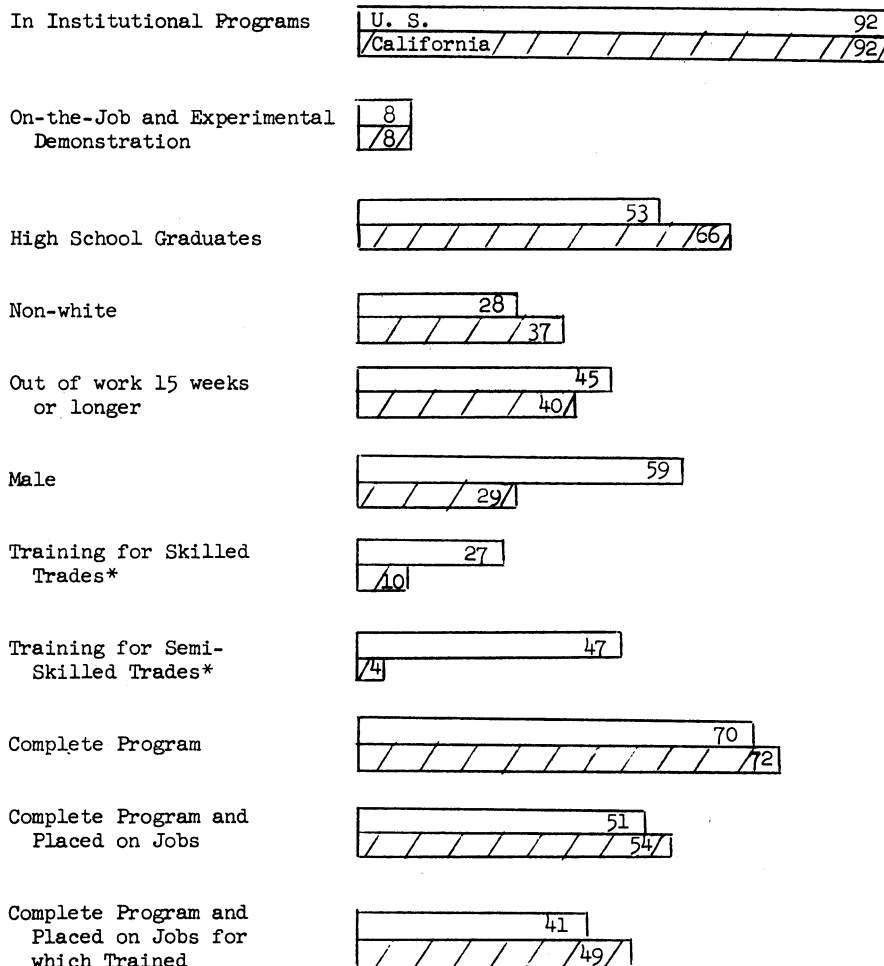 In Institutional Programs
U. S. 92
California 92
On-the-Job and Experimental
Demonstration
8
8
High School Graduates
53
66
Non-white
28
37
Out of work 15 weeks
or longer
45
40
Male
59
29
Training for Skilled
Trades*
27
10
Training for Semi-
Skilled Trades*
47
4
Complete Program
70
72
Complete Program and
Placed on Jobs
51
54
Complete Program and
Placed on Jobs for
which Trained
41
49